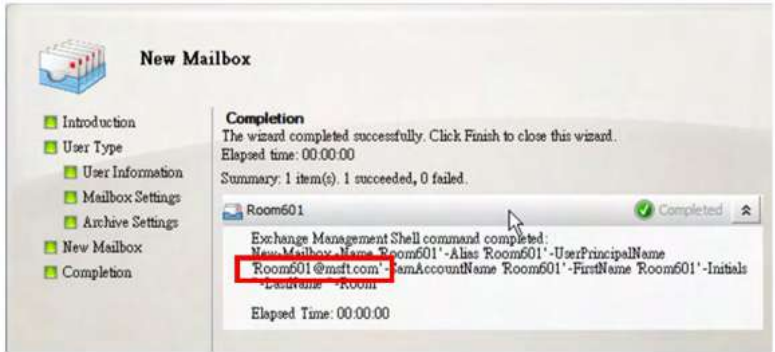 New Mailbox
Introduction
User Type
User Information
Mailbox Settings
Archive Settings
New Mailbox
Completion
Completion
The wizard completed successfully. Click Finish to close this wizard.
Elapsed time: 00:00:00
Summary: 1 item(s). 1 succeeded, 0 failed.
Room601
Completed
Exchange Management Shell command completed:
New-Mailbox -Name 'Room601' -Alias 'Room601' -UserPrincipalName
'Room601@msft.com' -SamAccountName 'Room601' -FirstName 'Room601' -Initials
'' -LastName '' -Room
Elapsed Time: 00:00:00